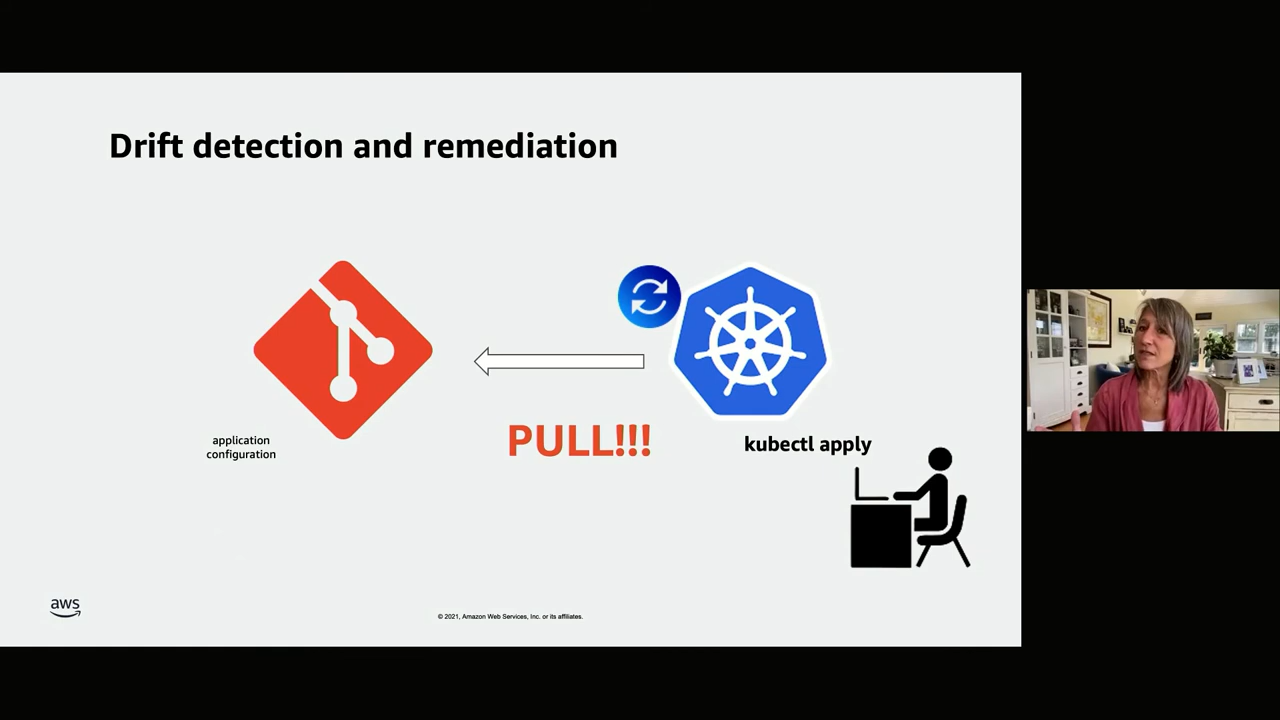 Drift detection and remediation
application
configuration
PULL!!!
kubectl apply
aws
© 2021, Amazon Web Services, Inc. or its affiliates.